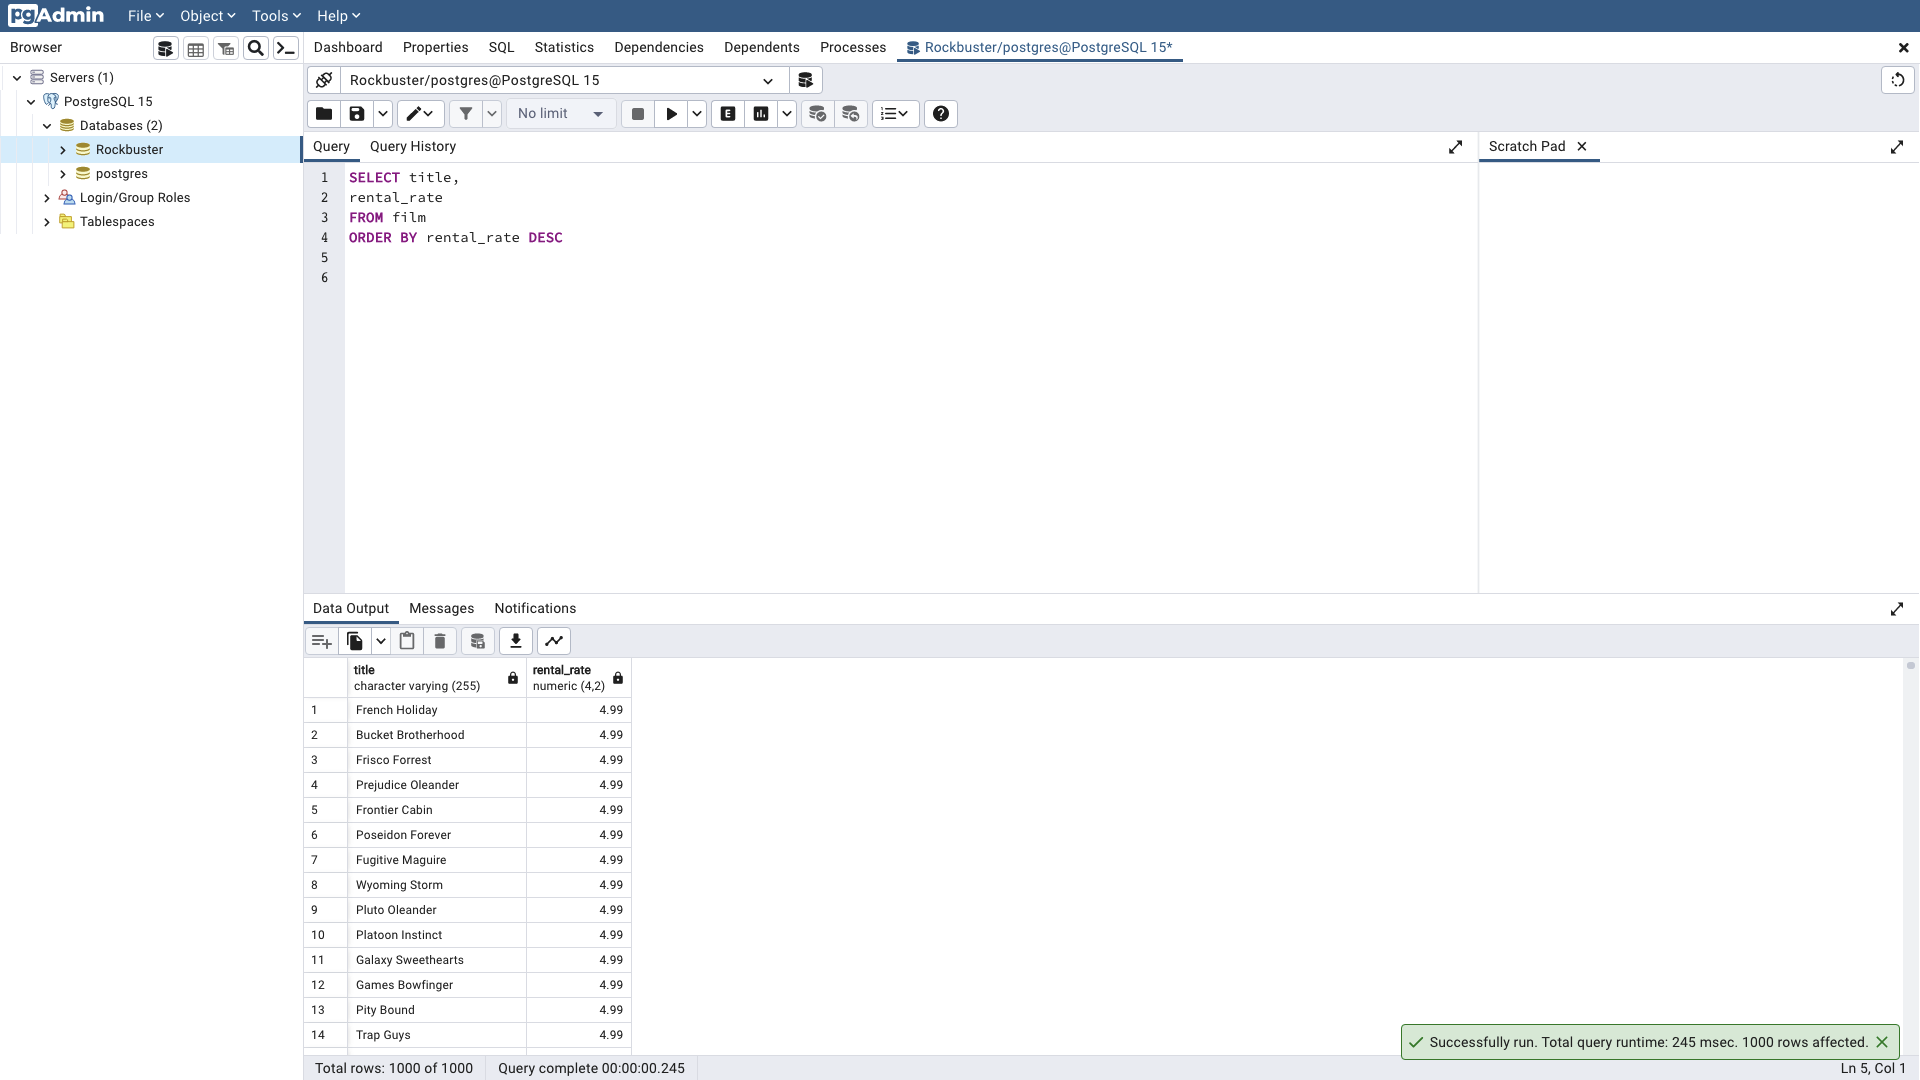 pgAdmin File Object Tools Help
Browser
Dashboard Properties SQL Statistics Dependencies Dependents Processes Rockbuster/postgres@PostgreSQL 15*
Servers (1)
PostgreSQL 15
Databases (2)
Rockbuster
postgres
Login/Group Roles
Tablespaces
Rockbuster/postgres@PostgreSQL 15
No limit
E
Query Query History
Scratch Pad
1 SELECT title,
2 rental_rate
3 FROM film
4 ORDER BY rental_rate DESC
5
6
Data Output Messages Notifications
title rental_rate
character varying (255) numeric (4,2)
1 French Holiday 4.99
2 Bucket Brotherhood 4.99
3 Frisco Forrest 4.99
4 Prejudice Oleander 4.99
5 Frontier Cabin 4.99
6 Poseidon Forever 4.99
7 Fugitive Maguire 4.99
8 Wyoming Storm 4.99
9 Pluto Oleander 4.99
10 Platoon Instinct 4.99
11 Galaxy Sweethearts 4.99
12 Games Bowfinger 4.99
13 Pity Bound 4.99
14 Trap Guys 4.99
Successfully run. Total query runtime: 245 msec. 1000 rows affected.
Total rows: 1000 of 1000 Query complete 00:00:00.245 Ln 5, Col 1